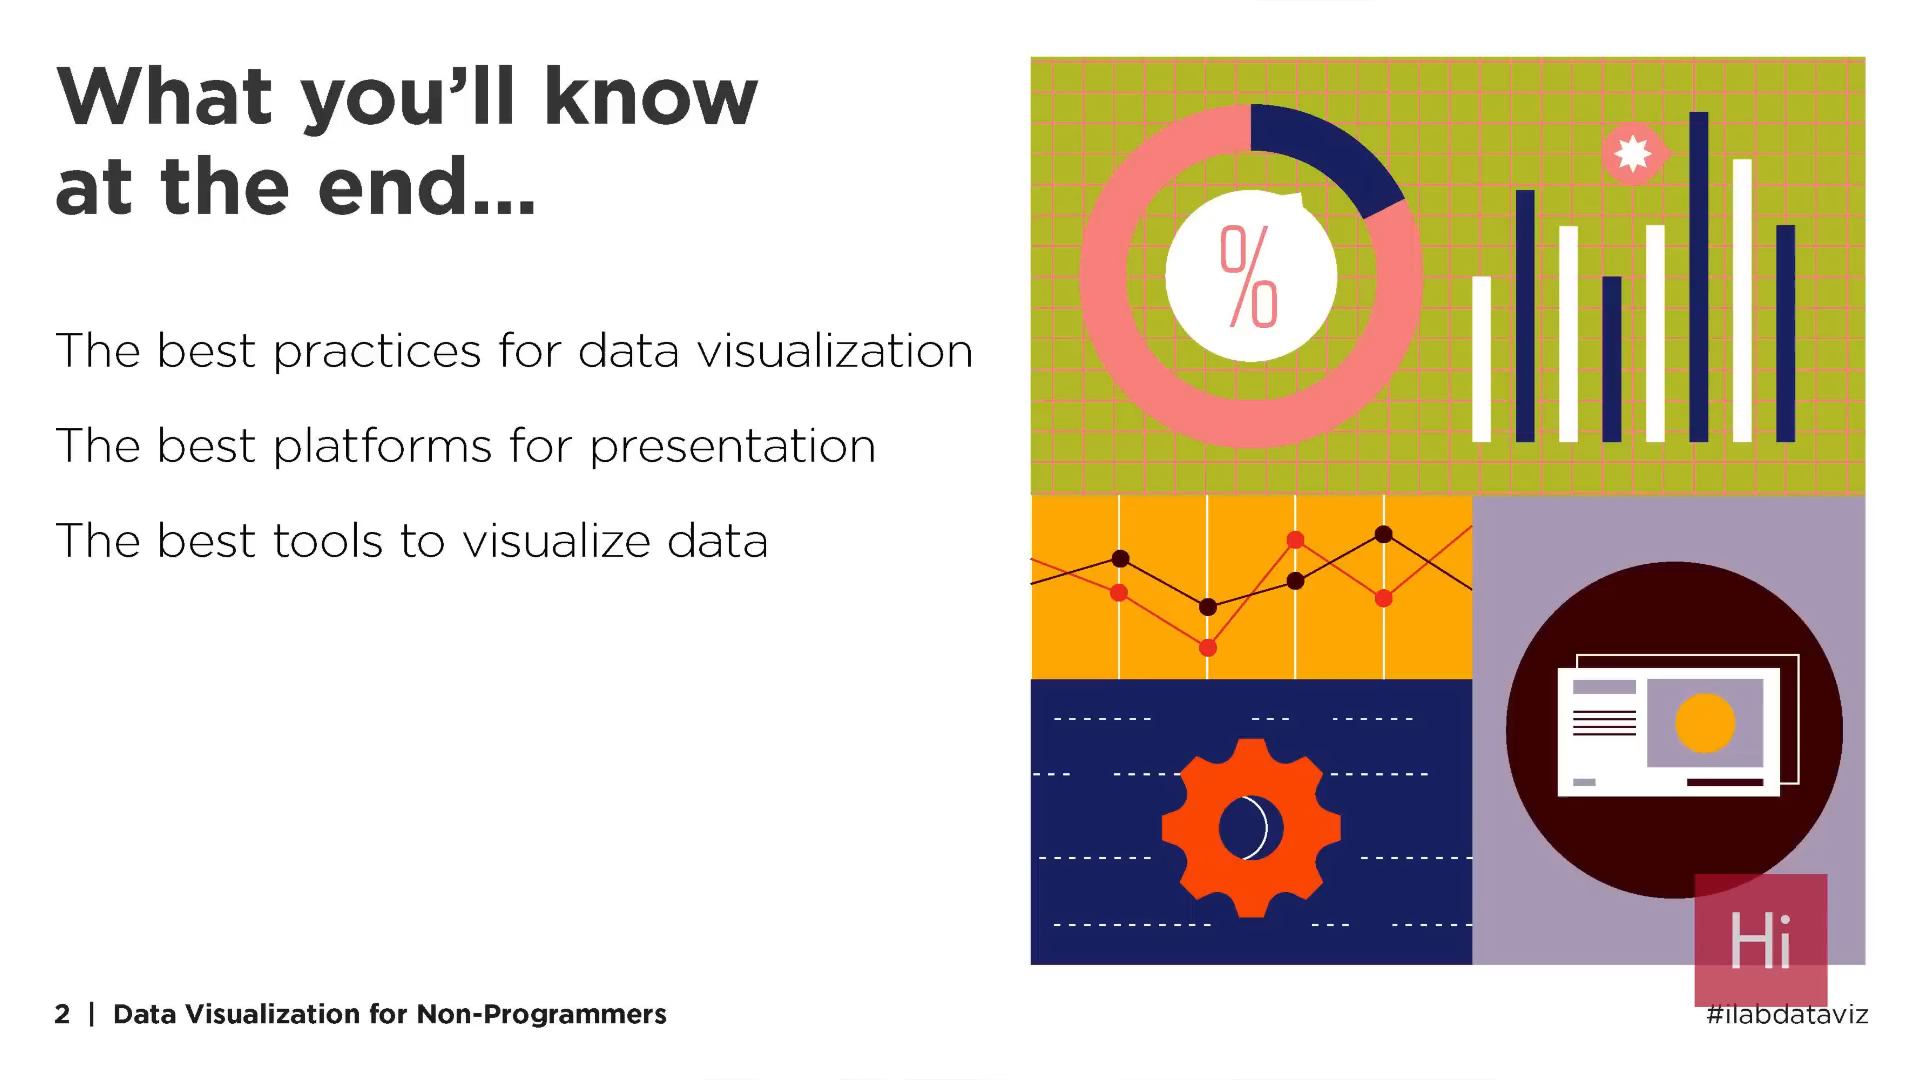 What you’ll know
at the end...
The best practices for data visualization
The best platforms for presentation
The best tools to visualize data
%
Hi
2 | Data Visualization for Non-Programmers
#ilabdataviz